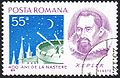 POSTA ROMANA
55B
KEPLER
400 ANI DE LA NASTERE